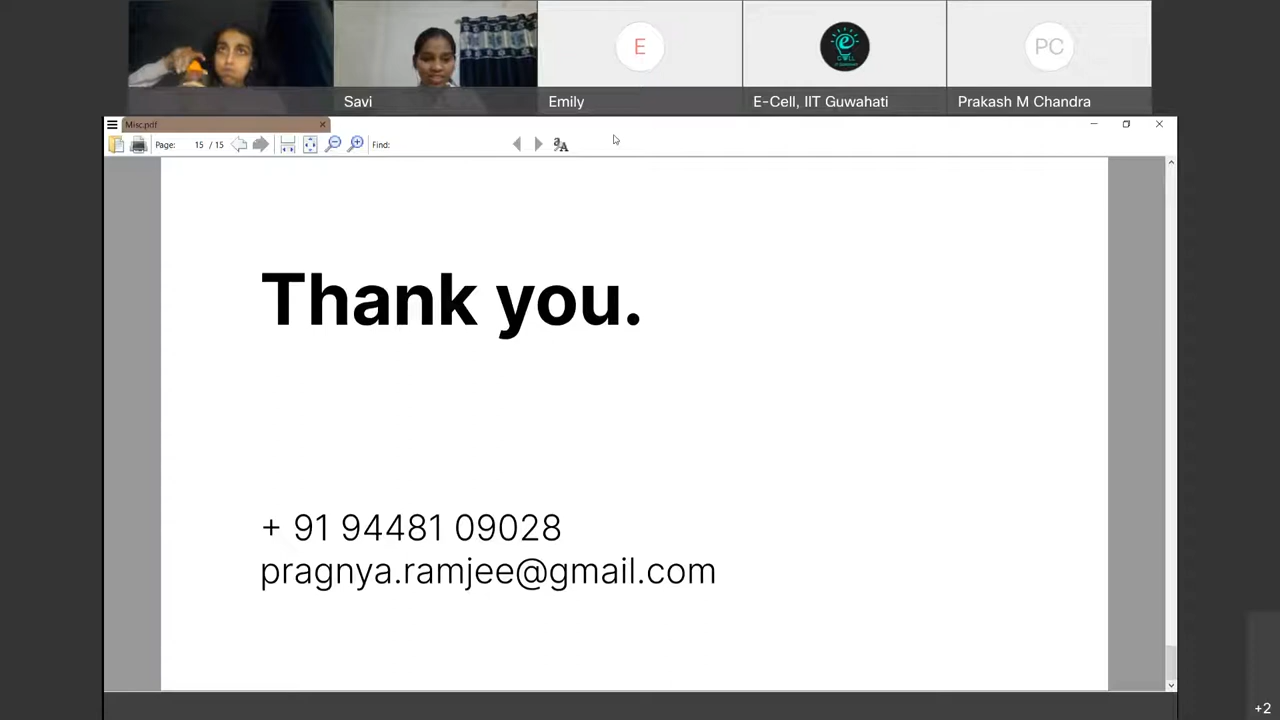 Savi
Emily
E-Cell, IIT Guwahati
Prakash M Chandra
E
PC
Misc.pdf
Page: 15 / 15 Find:
Thank you.
+ 91 94481 09028
pragnya.ramjee@gmail.com
+2